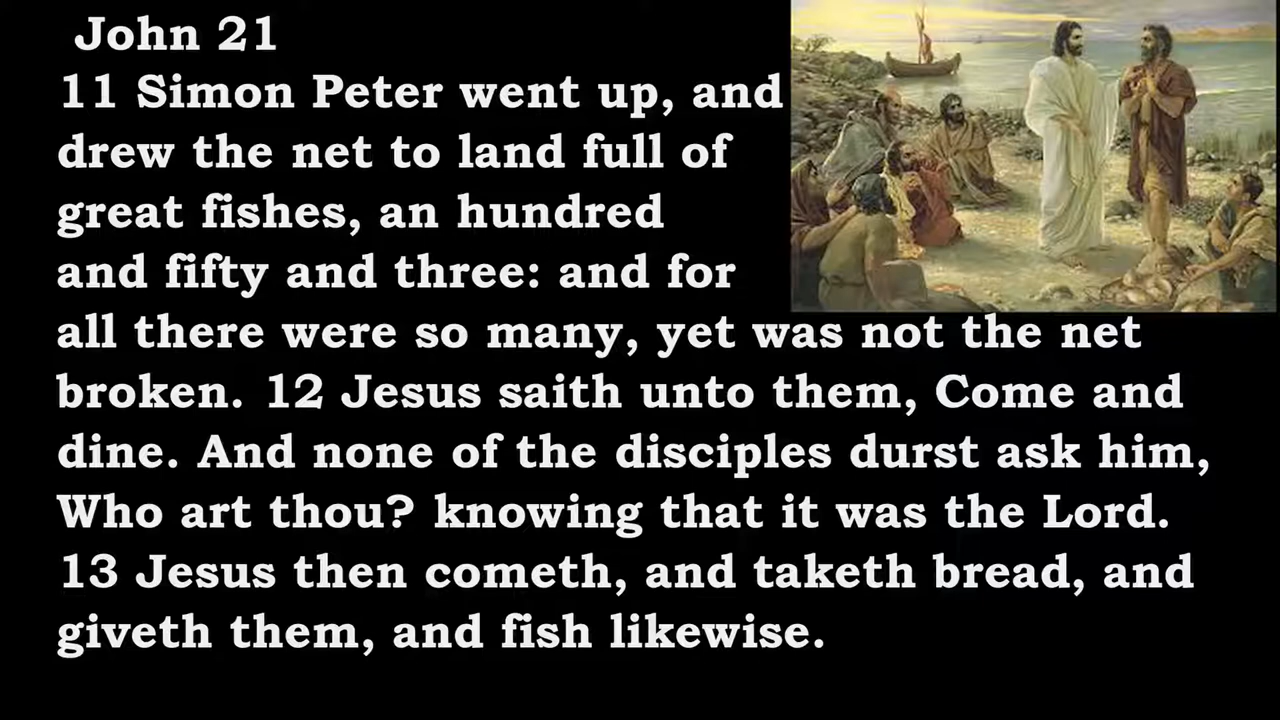 John 21
11 Simon Peter went up, and
drew the net to land full of
great fishes, an hundred
and fifty and three: and for
all there were so many, yet was not the net
broken. 12 Jesus saith unto them, Come and
dine. And none of the disciples durst ask him,
Who art thou? knowing that it was the Lord.
13 Jesus then cometh, and taketh bread, and
giveth them, and fish likewise.